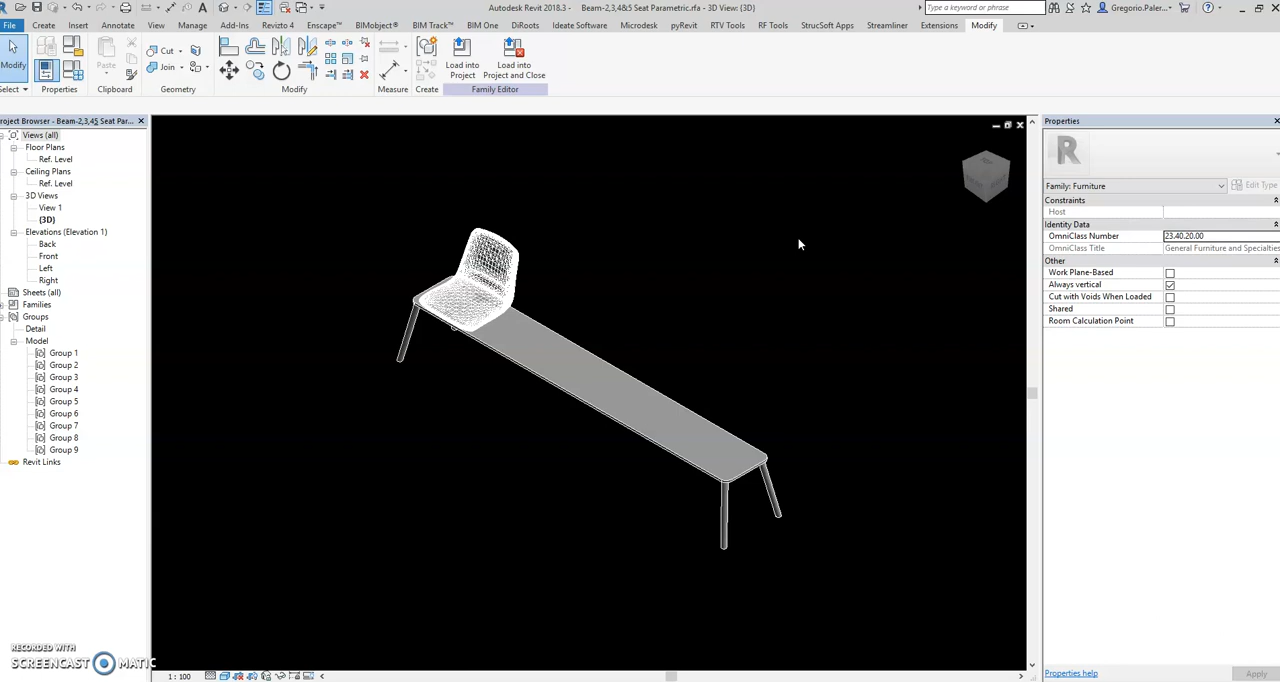 Autodesk Revit 2018.3 - Beam-2,3,4&5 Seat Parametric.rfa - 3D View: {3D}
Type a keyword or phrase
Gregorio.Paler...
File Create Insert Annotate View Manage Add-Ins Revizto 4 Enscape™ BIMobject® BIM Track™ BIM One DiRoots Ideate Software Microdesk pyRevit RTV Tools RF Tools StrucSoft Apps Streamliner Extensions Modify
Modify
Paste
Cut
Join
Load into
Project
Load into
Project and Close
Select
Properties
Clipboard
Geometry
Modify
Measure
Create
Family Editor
Project Browser - Beam-2,3,4S Seat Par...
Views (all)
Floor Plans
Ref. Level
Ceiling Plans
Ref. Level
3D Views
View 1
{3D}
Elevations (Elevation 1)
Back
Front
Left
Right
Sheets (all)
Families
Groups
Detail
Model
Group 1
Group 2
Group 3
Group 4
Group 5
Group 6
Group 7
Group 8
Group 9
Revit Links
Properties
R
Family: Furniture
Edit Type
Constraints
Host
Identity Data
OmniClass Number 23.40.20.00
OmniClass Title General Furniture and Specialties
Other
Work Plane-Based
Always vertical
Cut with Voids When Loaded
Shared
Room Calculation Point
Properties help
Apply
1 : 100
RECORDED WITH
SCREENCAST MATIC